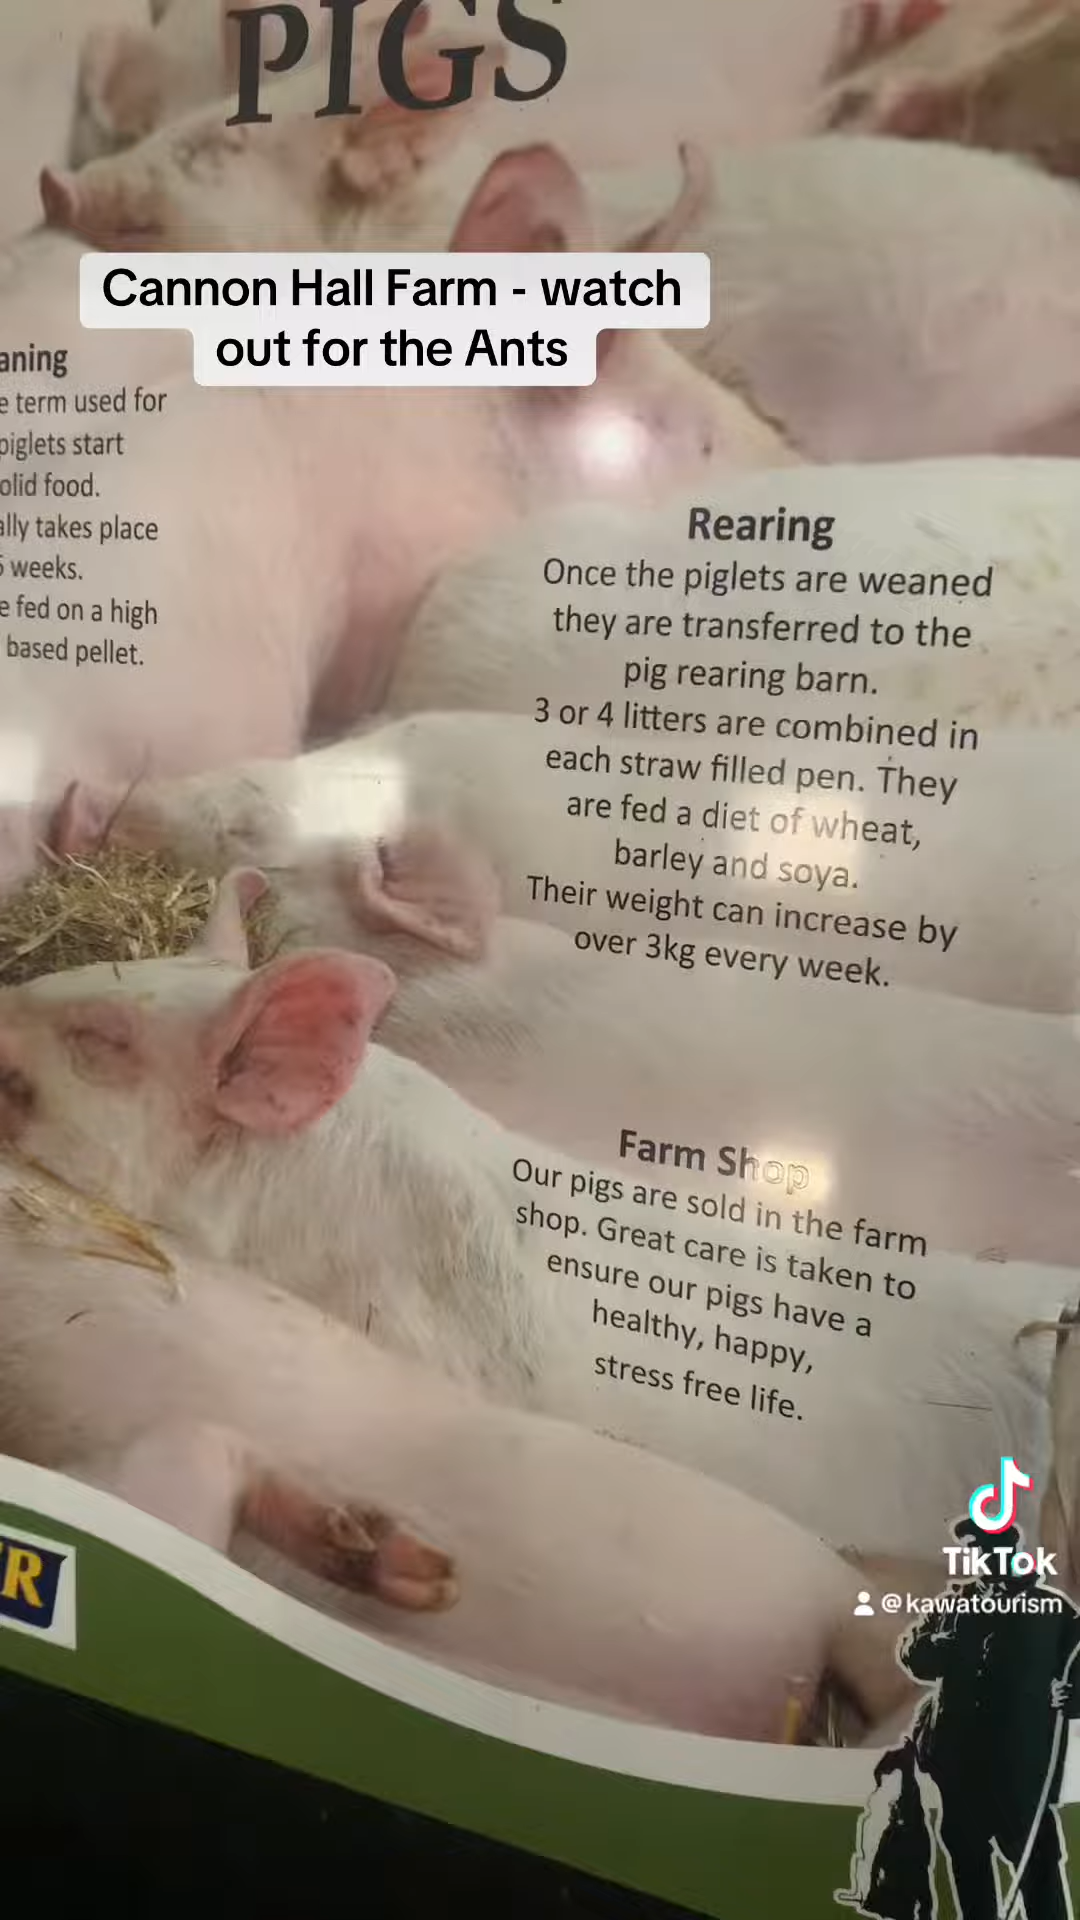 PIGS
Cannon Hall Farm - watch
out for the Ants
aning
e term used for
piglets start
olid food.
ally takes place
weeks.
e fed on a high
based pellet.
Rearing
Once the piglets are weaned
they are transferred to the
pig rearing barn.
3 or 4 litters are combined in
each straw filled pen. They
are fed a diet of wheat,
barley and soya.
Their weight can increase by
over 3kg every week.
Farm Shop
Our pigs are sold in the farm
shop. Great care is taken to
ensure our pigs have a
healthy, happy,
stress free life.
R
TikTok
@kawatourism